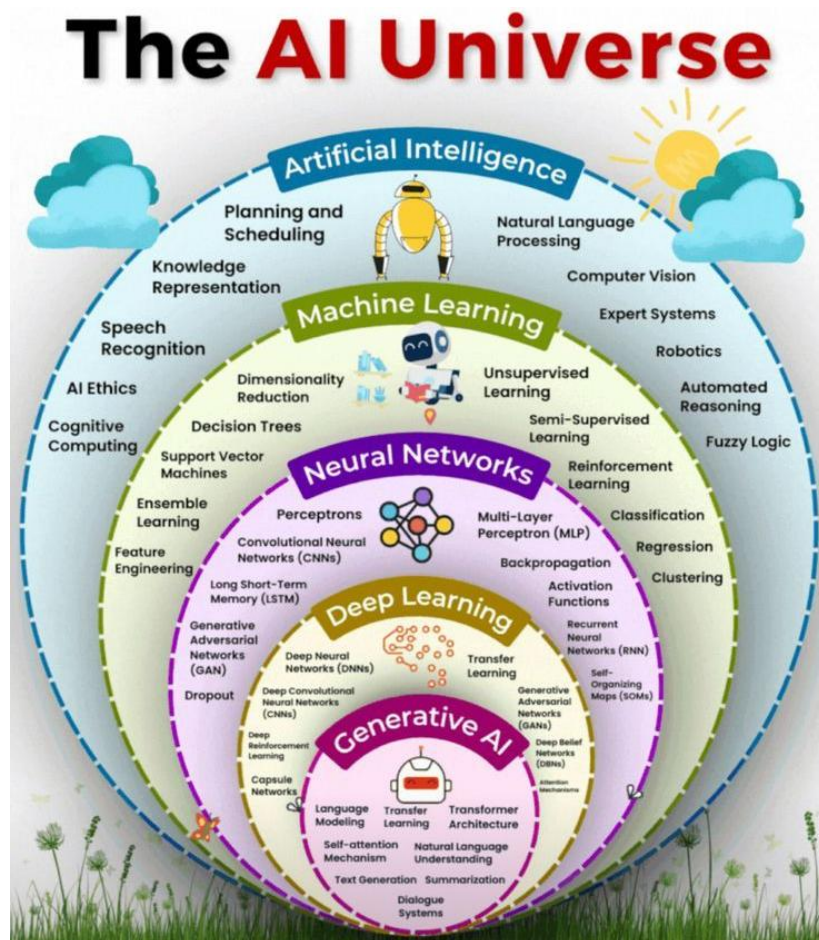 The AI Universe
Artificial Intelligence
Planning and
Scheduling
Knowledge
Representation
Speech
Recognition
AI Ethics
Cognitive
Computing
Natural Language
Processing
Computer Vision
Expert Systems
Robotics
Automated
Reasoning
Fuzzy Logic
Machine Learning
Dimensionality
Reduction
Decision Trees
Support Vector
Machines
Ensemble
Learning
Feature
Engineering
Unsupervised
Learning
Semi-Supervised
Learning
Reinforcement
Learning
Classification
Regression
Clustering
Neural Networks
Perceptrons
Convolutional Neural
Networks (CNNs)
Long Short-Term
Memory (LSTM)
Generative
Adversarial
Networks
(GAN)
Dropout
Multi-Layer
Perceptron (MLP)
Backpropagation
Activation
Functions
Recurrent
Neural
Networks (RNN)
Self-
Organizing
Maps (SOMs)
Deep Learning
Deep Neural
Networks (DNNs)
Deep Convolutional
Neural Networks
(CNNs)
Deep
Reinforcement
Learning
Capsule
Networks
Transfer
Learning
Generative
Adversarial
Networks
(GANs)
Deep Belief
Networks
(DBNs)
Attention
Mechanisms
Generative AI
Language
Modeling
Transfer
Learning
Transformer
Architecture
Self-attention
Mechanism
Natural Language
Understanding
Text Generation
Summarization
Dialogue
Systems